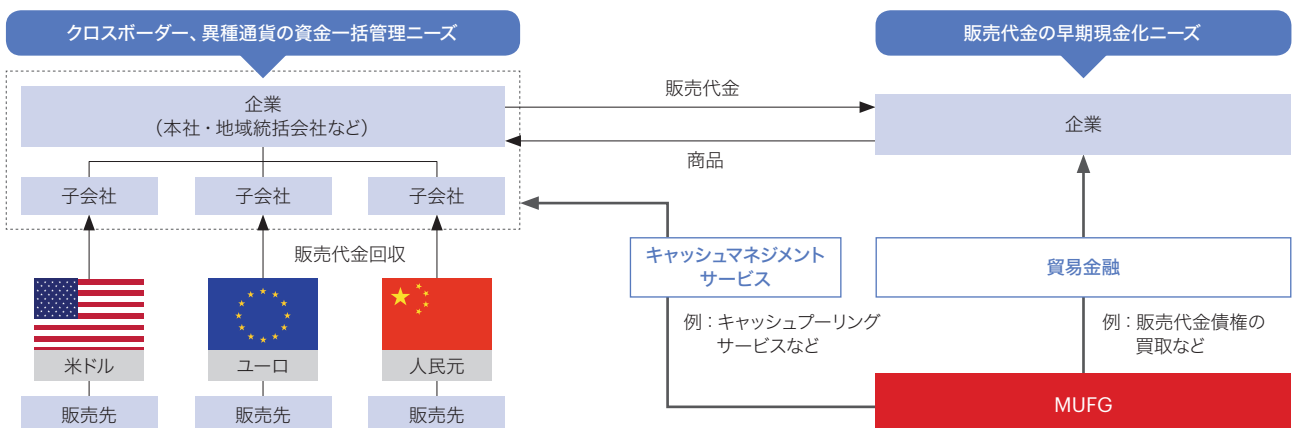 クロスボーダー、異種通貨の資金一括管理ニーズ
販売代金の早期現金化ニーズ
企業
（本社・地域統括会社など）
販売代金
商品
企業
子会社
子会社
子会社
販売代金回収
キャッシュマネジメント
サービス
貿易金融
例：キャッシュプーリング
サービスなど
例：販売代金債権の
買取など
米ドル
ユーロ
人民元
販売先
販売先
販売先
MUFG